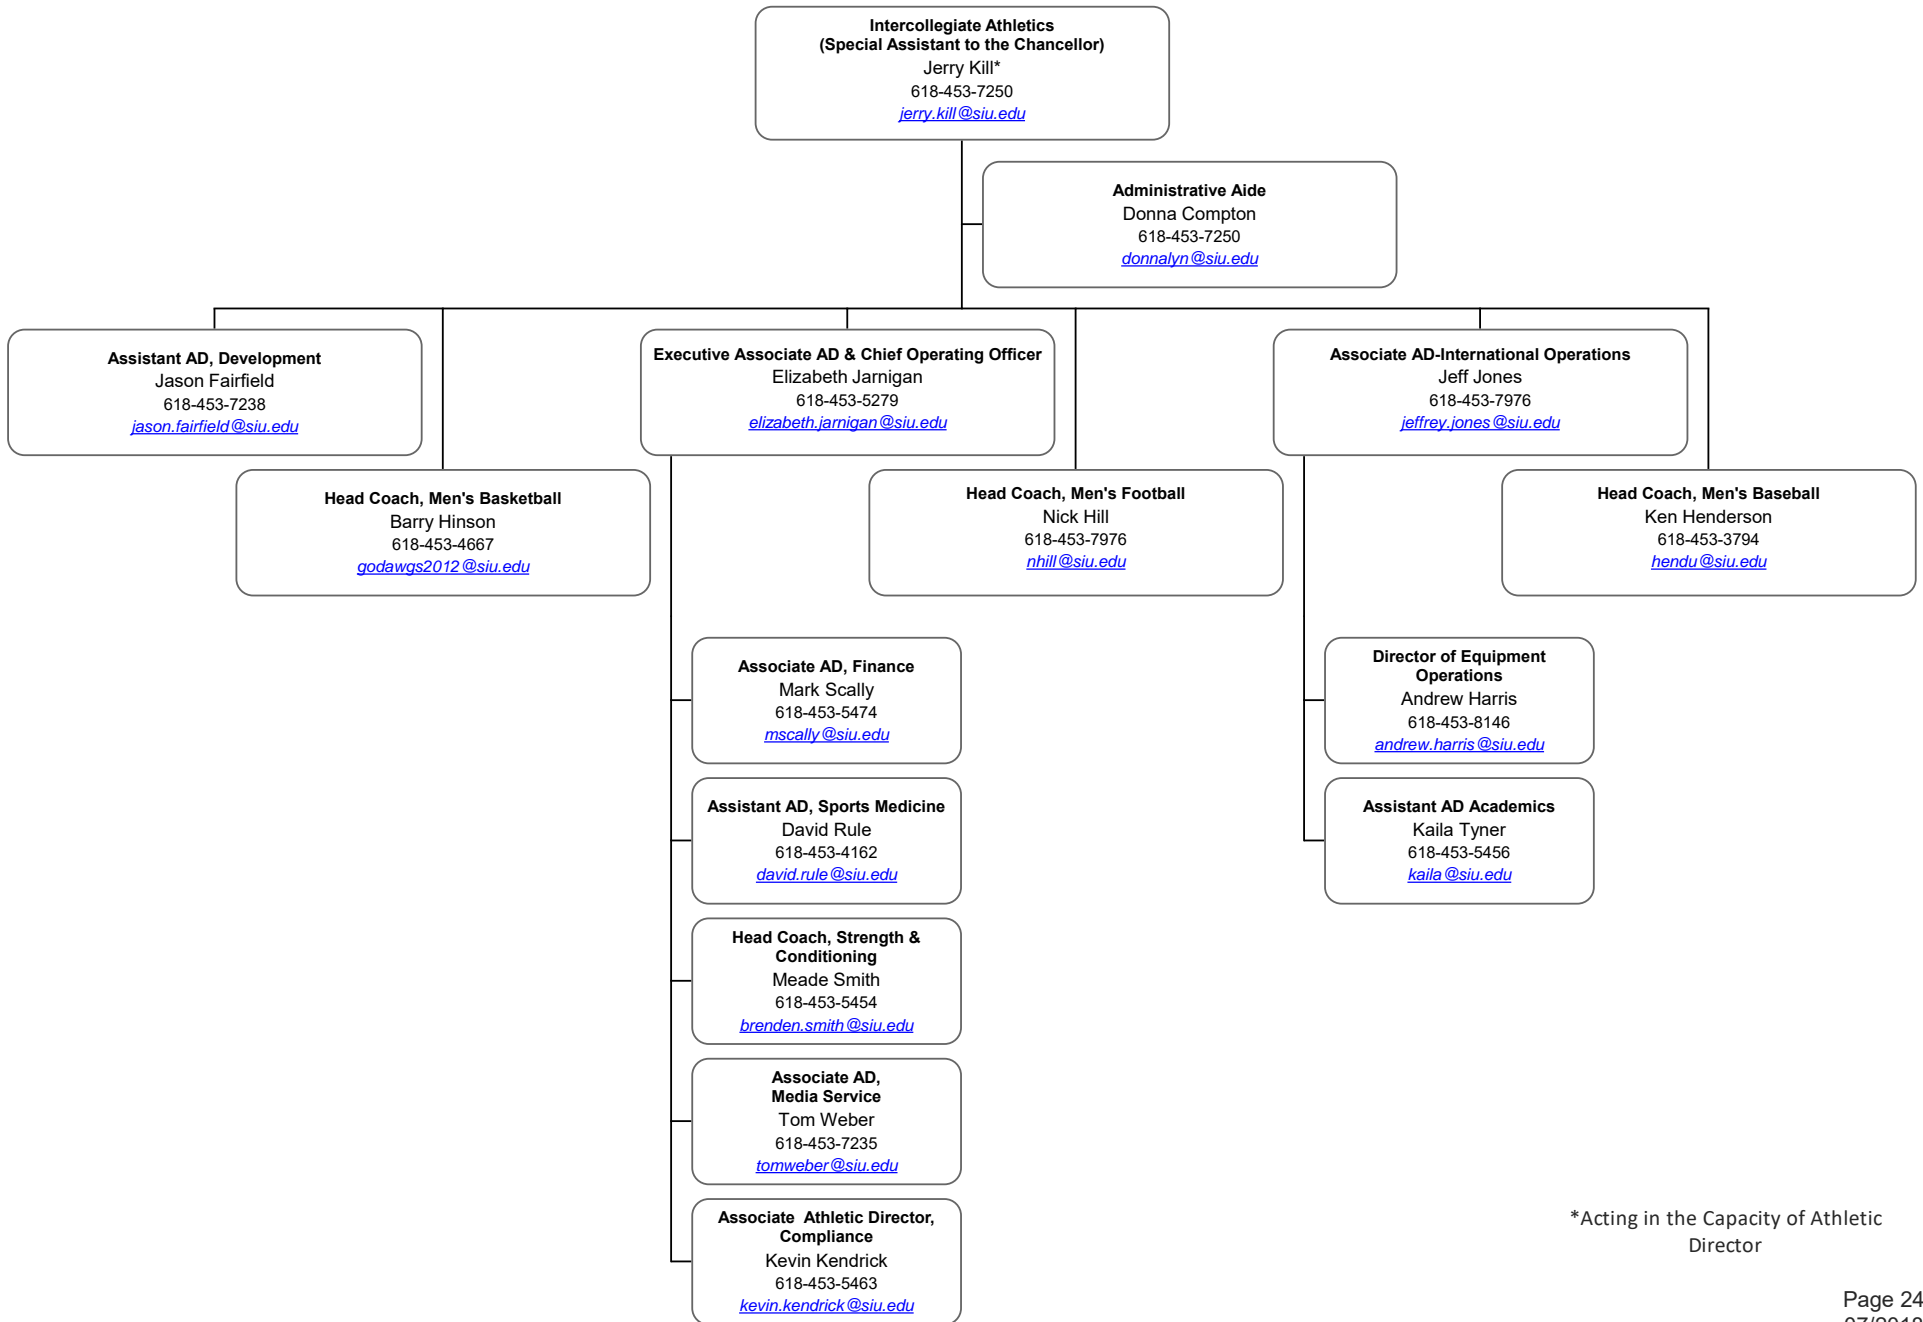 Intercollegiate Athletics
(Special Assistant to the Chancellor)
Jerry Kill*
618-453-7250
jerry.kill@siu.edu
Administrative Aide
Donna Compton
618-453-7250
donnalyn@siu.edu
Assistant AD, Development
Jason Fairfield
618-453-7238
jason.fairfield@siu.edu
Executive Associate AD & Chief Operating Officer
Elizabeth Jarnigan
618-453-5279
elizabeth.jarnigan@siu.edu
Associate AD-International Operations
Jeff Jones
618-453-7976
jeffrey.jones@siu.edu
Head Coach, Men's Basketball
Barry Hinson
618-453-4667
godawgs2012@siu.edu
Head Coach, Men's Football
Nick Hill
618-453-7976
nhill@siu.edu
Head Coach, Men's Baseball
Ken Henderson
618-453-3794
hendu@siu.edu
Associate AD, Finance
Mark Scally
618-453-5474
mscally@siu.edu
Director of Equipment
Operations
Andrew Harris
618-453-8146
andrew.harris@siu.edu
Assistant AD, Sports Medicine
David Rule
618-453-4162
david.rule@siu.edu
Assistant AD Academics
Kaila Tyner
618-453-5456
kaila@siu.edu
Head Coach, Strength &
Conditioning
Meade Smith
618-453-5454
brenden.smith@siu.edu
Associate AD,
Media Service
Tom Weber
618-453-7235
tomweber@siu.edu
Associate  Athletic Director,
Compliance
Kevin Kendrick
618-453-5463
kevin.kendrick@siu.edu
*Acting in the Capacity of Athletic
Director
Page 24
07/2018